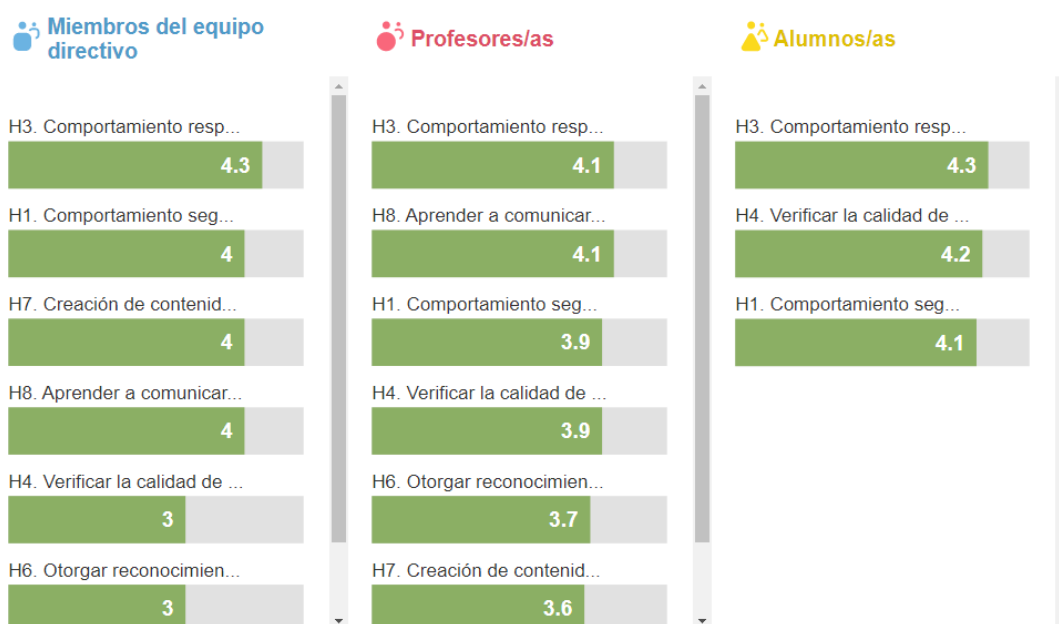 Miembros del equipo
directivo
H3. Comportamiento resp...
4.3
H1. Comportamiento seg...
4
H7. Creación de contenid...
4
H8. Aprender a comunicar...
4
H4. Verificar la calidad de ...
3
H6. Otorgar reconocimien...
3
Profesores/as
H3. Comportamiento resp...
4.1
H8. Aprender a comunicar...
4.1
H1. Comportamiento seg...
3.9
H4. Verificar la calidad de ...
3.9
H6. Otorgar reconocimien...
3.7
H7. Creación de contenid...
3.6
Alumnos/as
H3. Comportamiento resp...
4.3
H4. Verificar la calidad de ...
4.2
H1. Comportamiento seg...
4.1